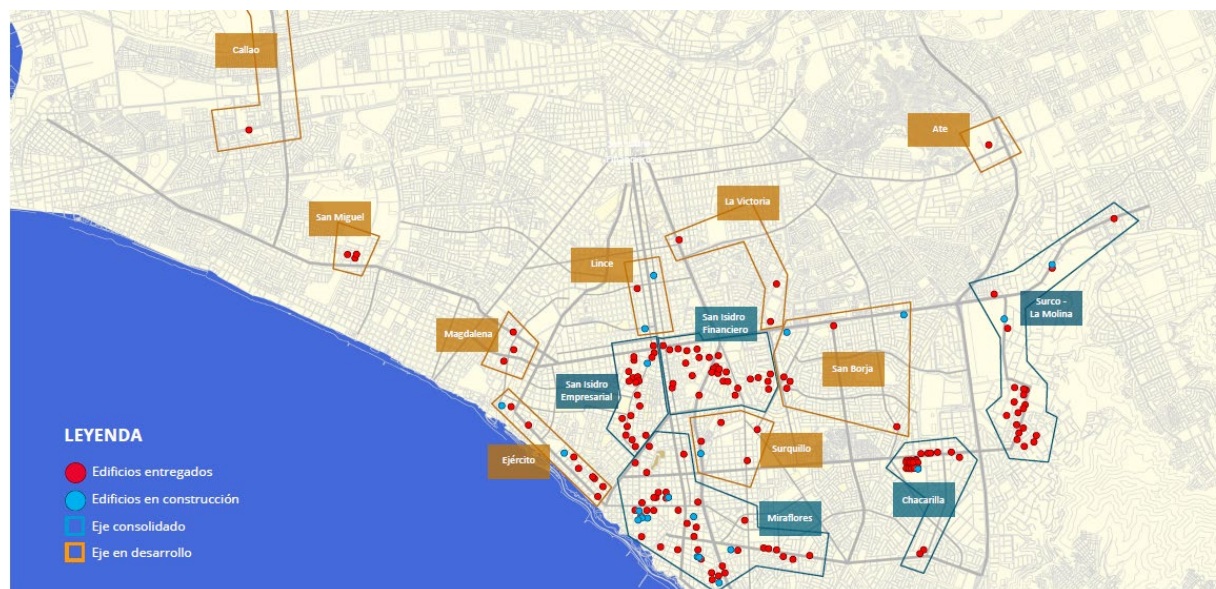 Callao
Ate
San Miguel
La Victoria
Lince
San Isidro
Financiero
Surco -
La Molina
Magdalena
San Isidro
Empresarial
San Borja
Ejército
Surquillo
Chacarilla
Miraflores
LEYENDA
Edificios entregados
Edificios en construcción
Eje consolidado
Eje en desarrollo